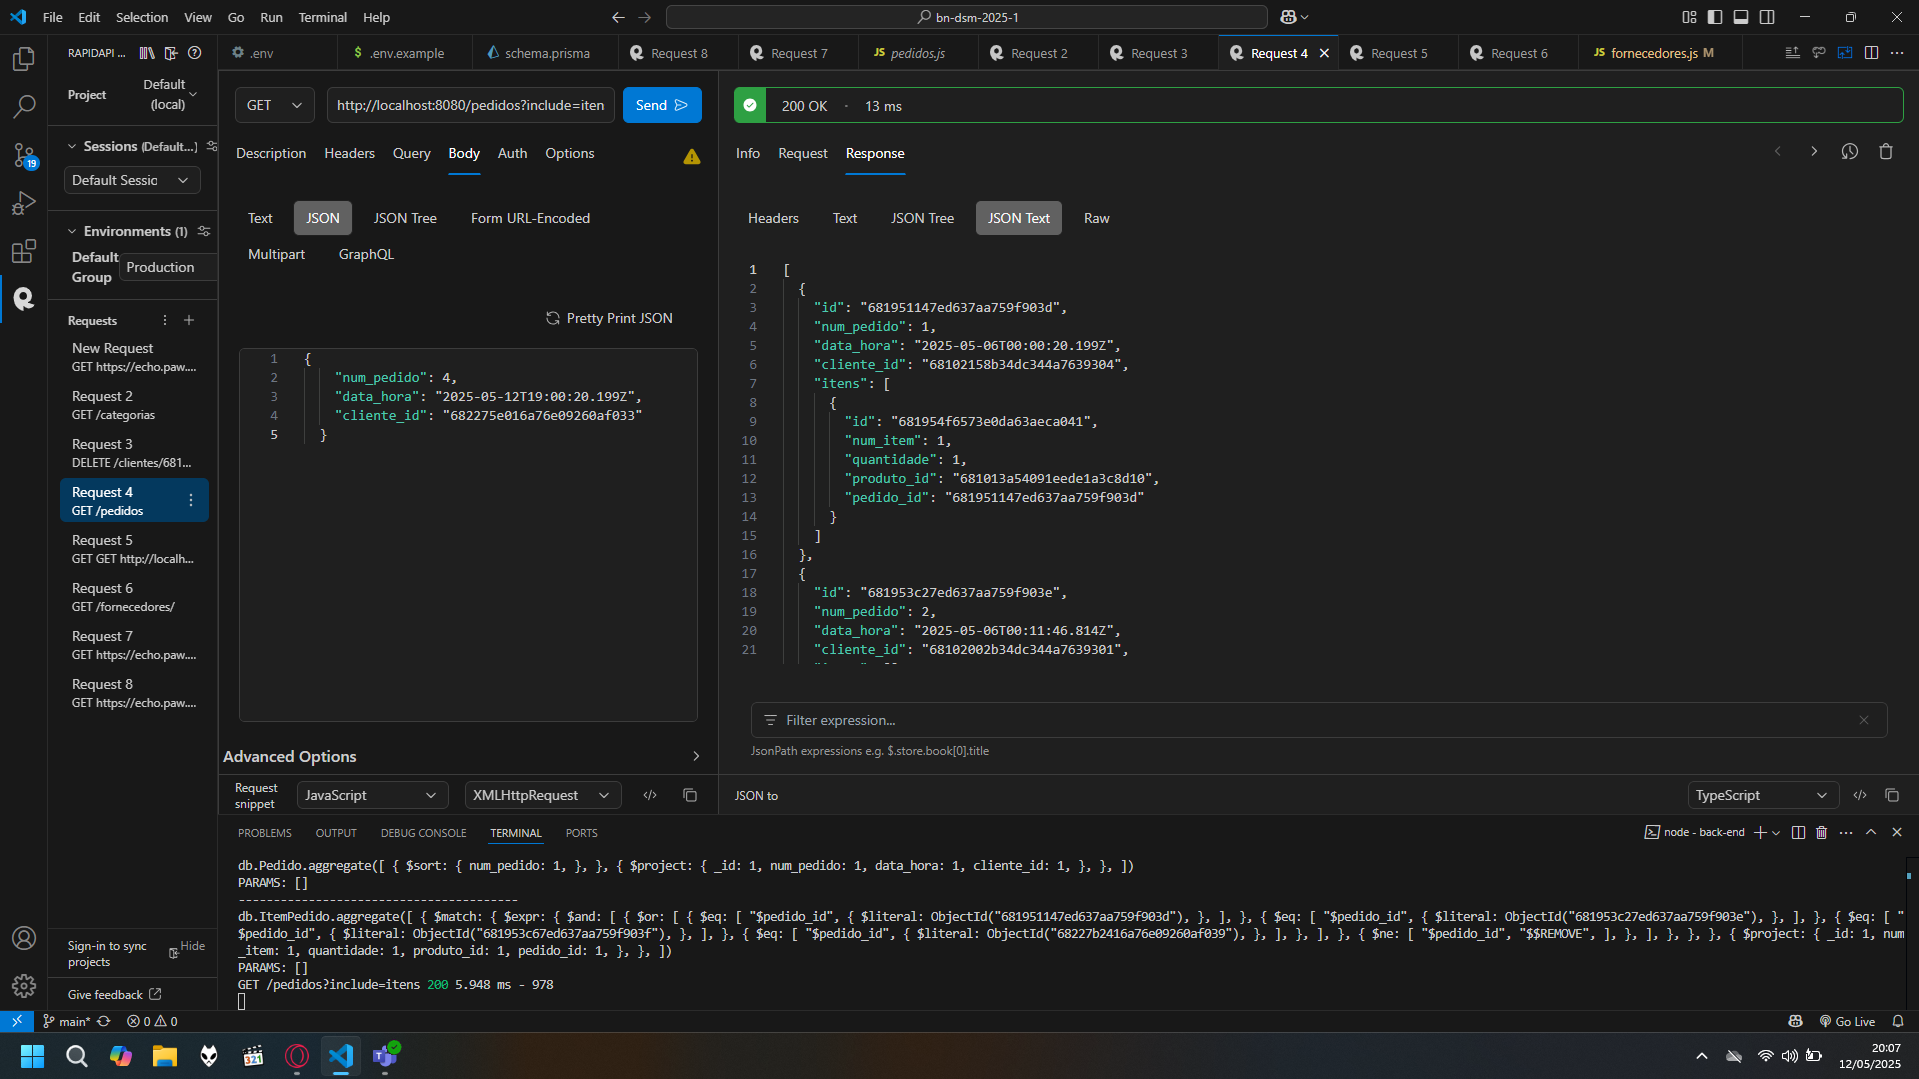 File Edit Selection View Go Run Terminal Help
bn-dsm-2025-1
RAPIDAPI ...
.env
.env.example
schema.prisma
Request 8
Request 7
pedidos.js
Request 2
Request 3
Request 4
Request 5
Request 6
fornecedores.js M
Project
Default
(local)
Sessions (Default...)
Default Sessic
Environments (1)
Default
Group
Production
Requests
New Request
GET https://echo.paw....
Request 2
GET /categorias
Request 3
DELETE /clientes/681...
Request 4
GET /pedidos
Request 5
GET GET http://localh...
Request 6
GET /fornecedores/
Request 7
GET https://echo.paw....
Request 8
GET https://echo.paw....
Sign-in to sync
projects
Hide
Give feedback
19
GET
http://localhost:8080/pedidos?include=iten
Send
Description Headers Query Body Auth Options
Text JSON JSON Tree Form URL-Encoded
Multipart GraphQL
Pretty Print JSON
1 {
2 "num_pedido": 4,
3 "data_hora": "2025-05-12T19:00:20.199Z",
4 "cliente_id": "682275e016a76e09260af033"
5 }
Advanced Options
Request
snippet
JavaScript
XMLHttpRequest
200 OK · 13 ms
Info Request Response
Headers Text JSON Tree JSON Text Raw
1 [
2 {
3 "id": "681951147ed637aa759f903d",
4 "num_pedido": 1,
5 "data_hora": "2025-05-06T00:00:20.199Z",
6 "cliente_id": "68102158b34dc344a7639304",
7 "itens": [
8 {
9 "id": "681954f6573e0da63aeca041",
10 "num_item": 1,
11 "quantidade": 1,
12 "produto_id": "681013a54091eede1a3c8d10",
13 "pedido_id": "681951147ed637aa759f903d"
14 }
15 ]
16 },
17 {
18 "id": "681953c27ed637aa759f903e",
19 "num_pedido": 2,
20 "data_hora": "2025-05-06T00:11:46.814Z",
21 "cliente_id": "68102002b34dc344a7639301",
Filter expression...
JsonPath expressions e.g. $.store.book[0].title
JSON to
TypeScript
PROBLEMS OUTPUT DEBUG CONSOLE TERMINAL PORTS
node - back-end
db.Pedido.aggregate([ { $sort: { num_pedido: 1, }, }, { $project: { _id: 1, num_pedido: 1, data_hora: 1, cliente_id: 1, }, }, ])
PARAMS: []
----------------------------------------
db.ItemPedido.aggregate([ { $match: { $expr: { $and: [ { $or: [ { $eq: [ "$pedido_id", { $literal: ObjectId("681951147ed637aa759f903d"), }, ], }, { $eq: [ "$pedido_id", { $literal: ObjectId("681953c27ed637aa759f903e"), }, ], }, { $eq: [ "
$pedido_id", { $literal: ObjectId("681953c67ed637aa759f903f"), }, ], }, { $eq: [ "$pedido_id", { $literal: ObjectId("68227b2416a76e09260af039"), }, ], }, ], }, { $ne: [ "$pedido_id", "$$REMOVE", ], }, ], }, }, }, { $project: { _id: 1, num
_item: 1, quantidade: 1, produto_id: 1, pedido_id: 1, }, }, ])
PARAMS: []
GET /pedidos?include=itens 200 5.948 ms - 978
main* 0 0
Go Live
321
20:07
12/05/2025